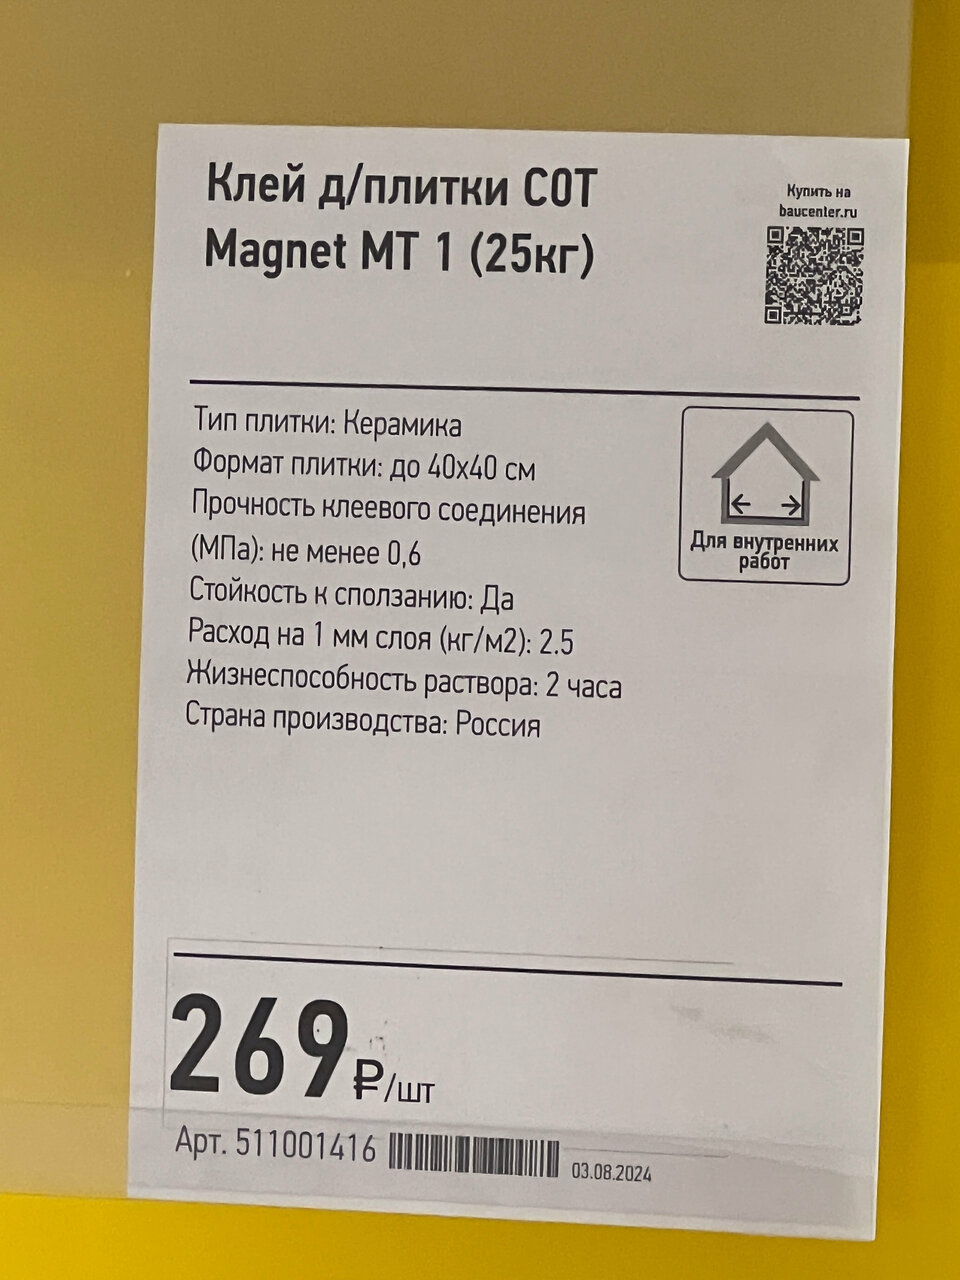 Клей д/плитки СОТ
Magnet MT 1 (25кг)
Купить на
baucenter.ru
Тип плитки: Керамика
Формат плитки: до 40х40 см
Прочность клеевого соединения
(МПа): не менее 0,6
Стойкость к сползанию: Да
Расход на 1 мм слоя (кг/м2): 2.5
Жизнеспособность раствора: 2 часа
Страна производства: Россия
Для внутренних
работ
269 ₽/шт
Арт. 511001416
03.08.2024